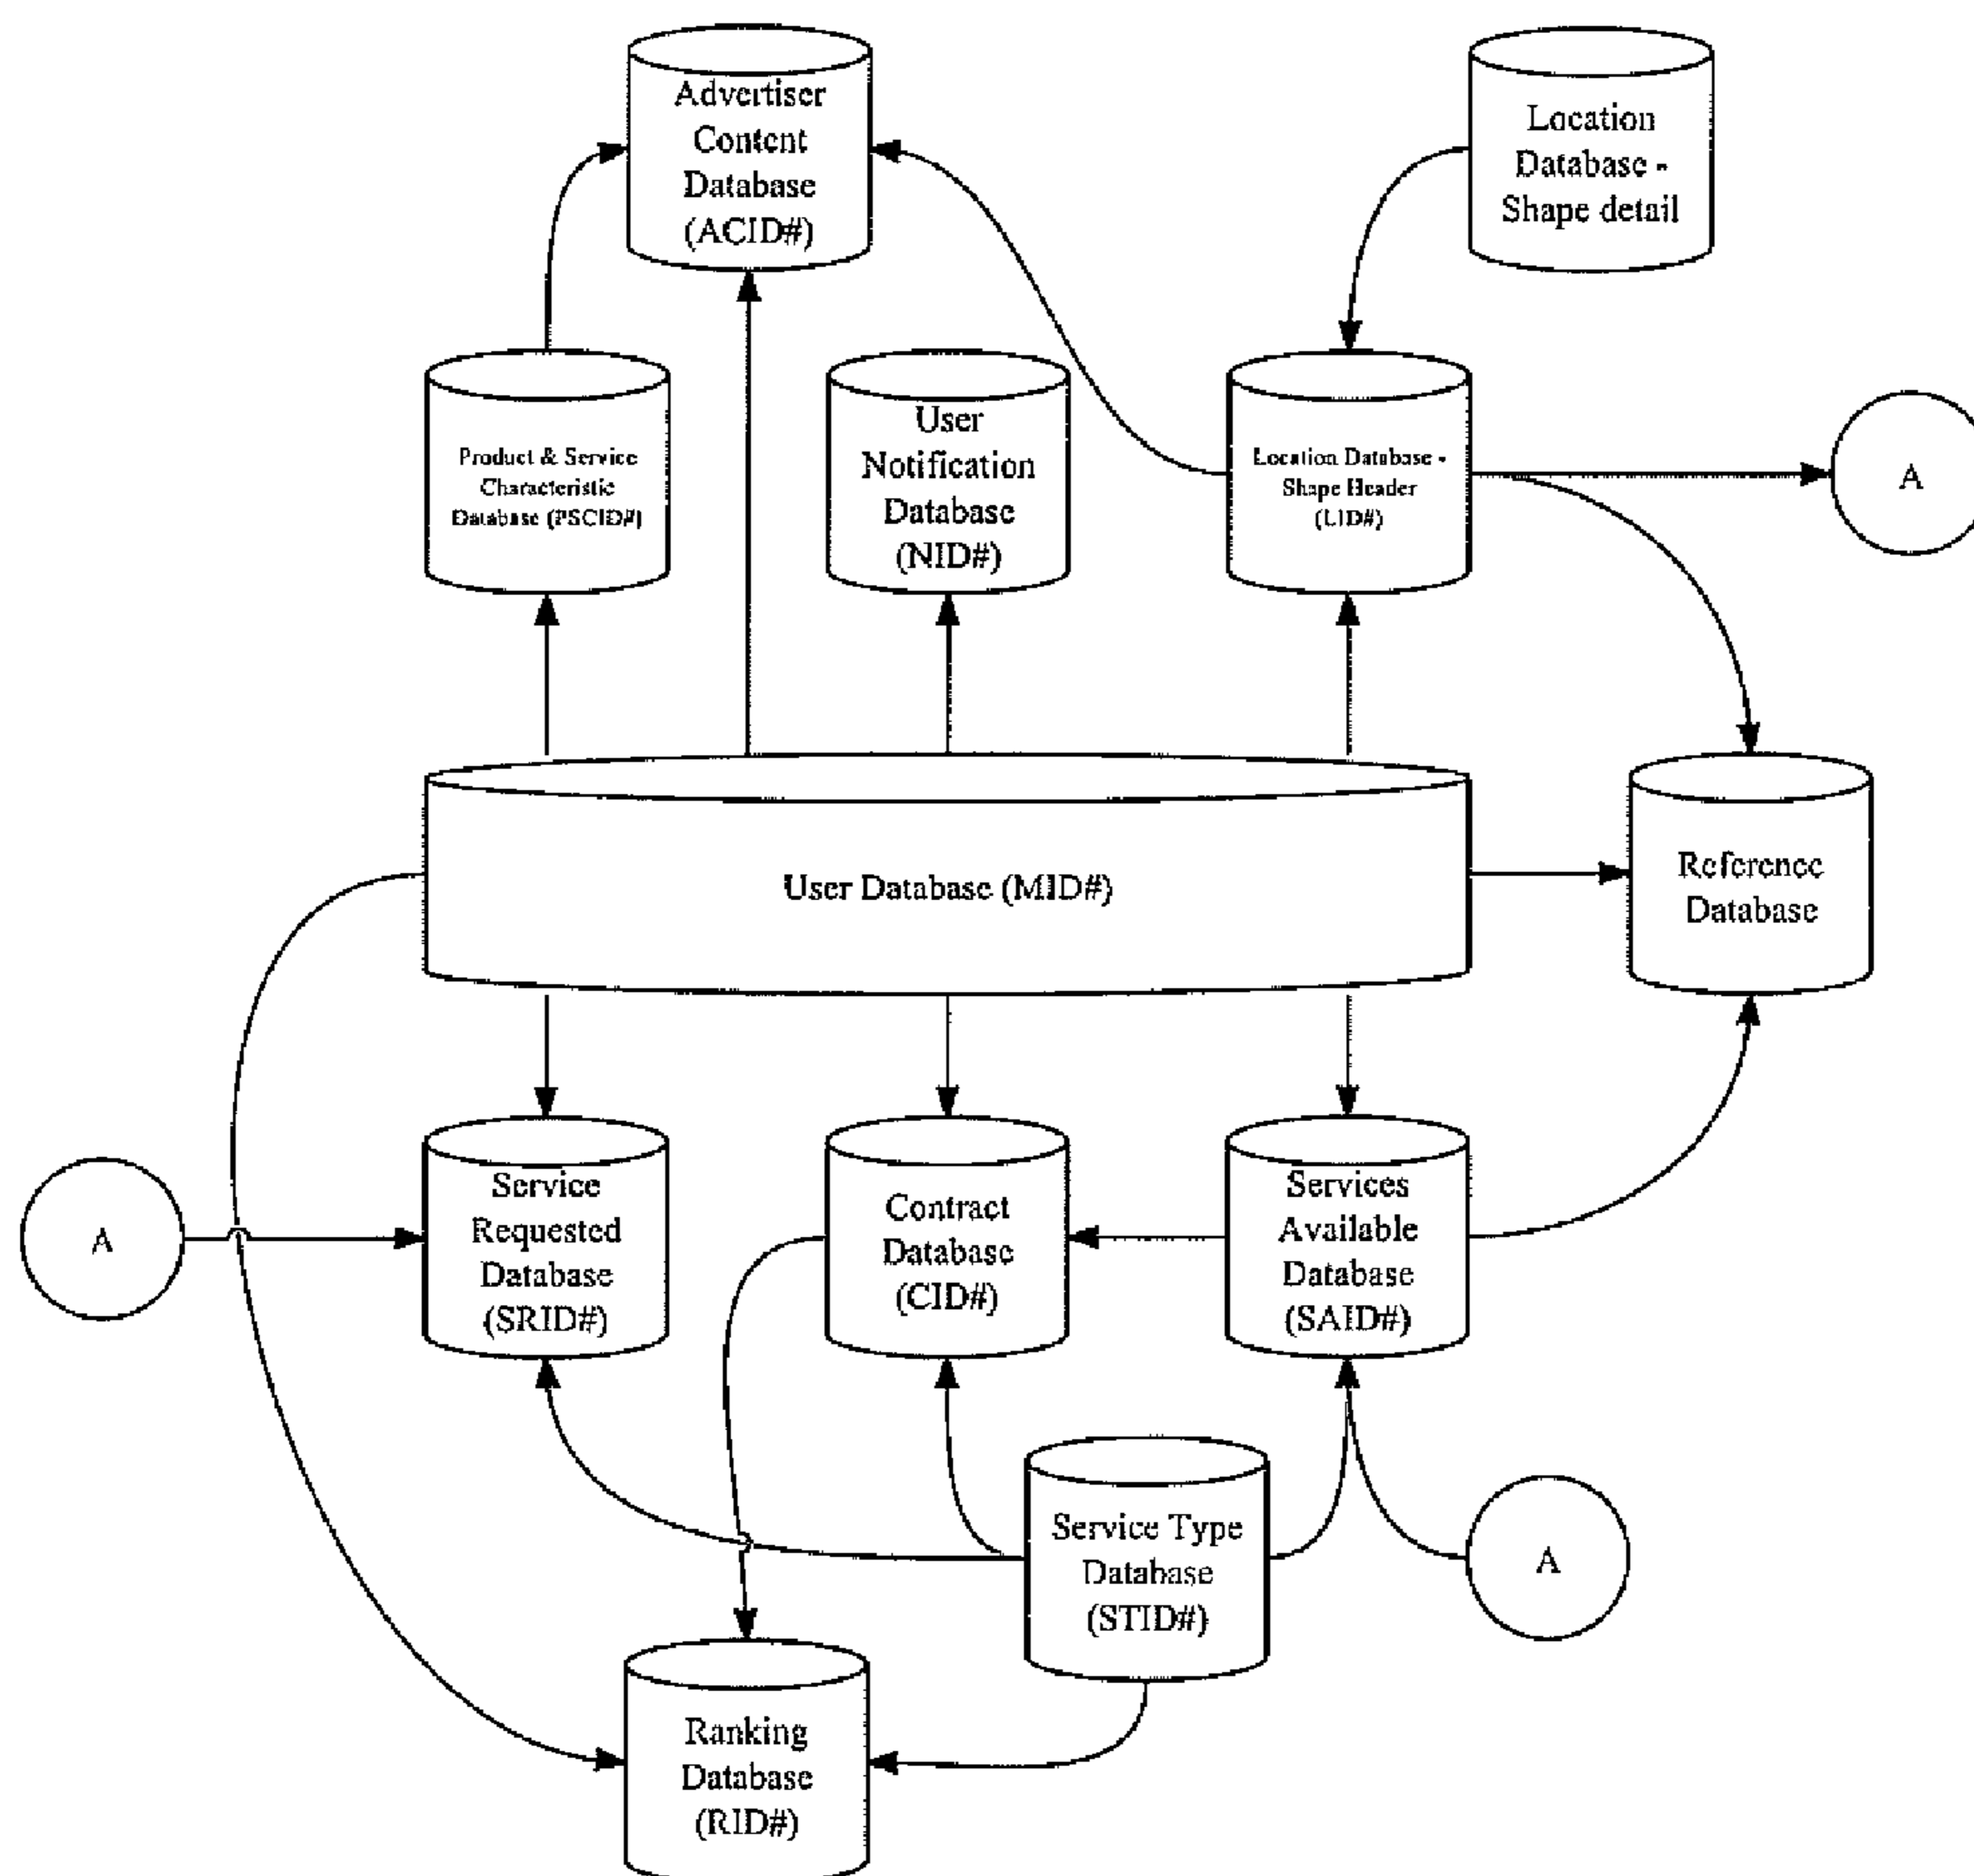 Advertiser
Content
Database
(ACID#)
Location
Database -
Shape detail
Product & Service
Characteristic
Database (PSCID#)
User
Notification
Database
(NID#)
Location Database -
Shape Header
(LID#)
A
User Database (MID#)
Reference
Database
A
Service
Requested
Database
(SRID#)
Contract
Database
(CID#)
Services
Available
Database
(SAID#)
Service Type
Database
(STID#)
A
Ranking
Database
(RID#)